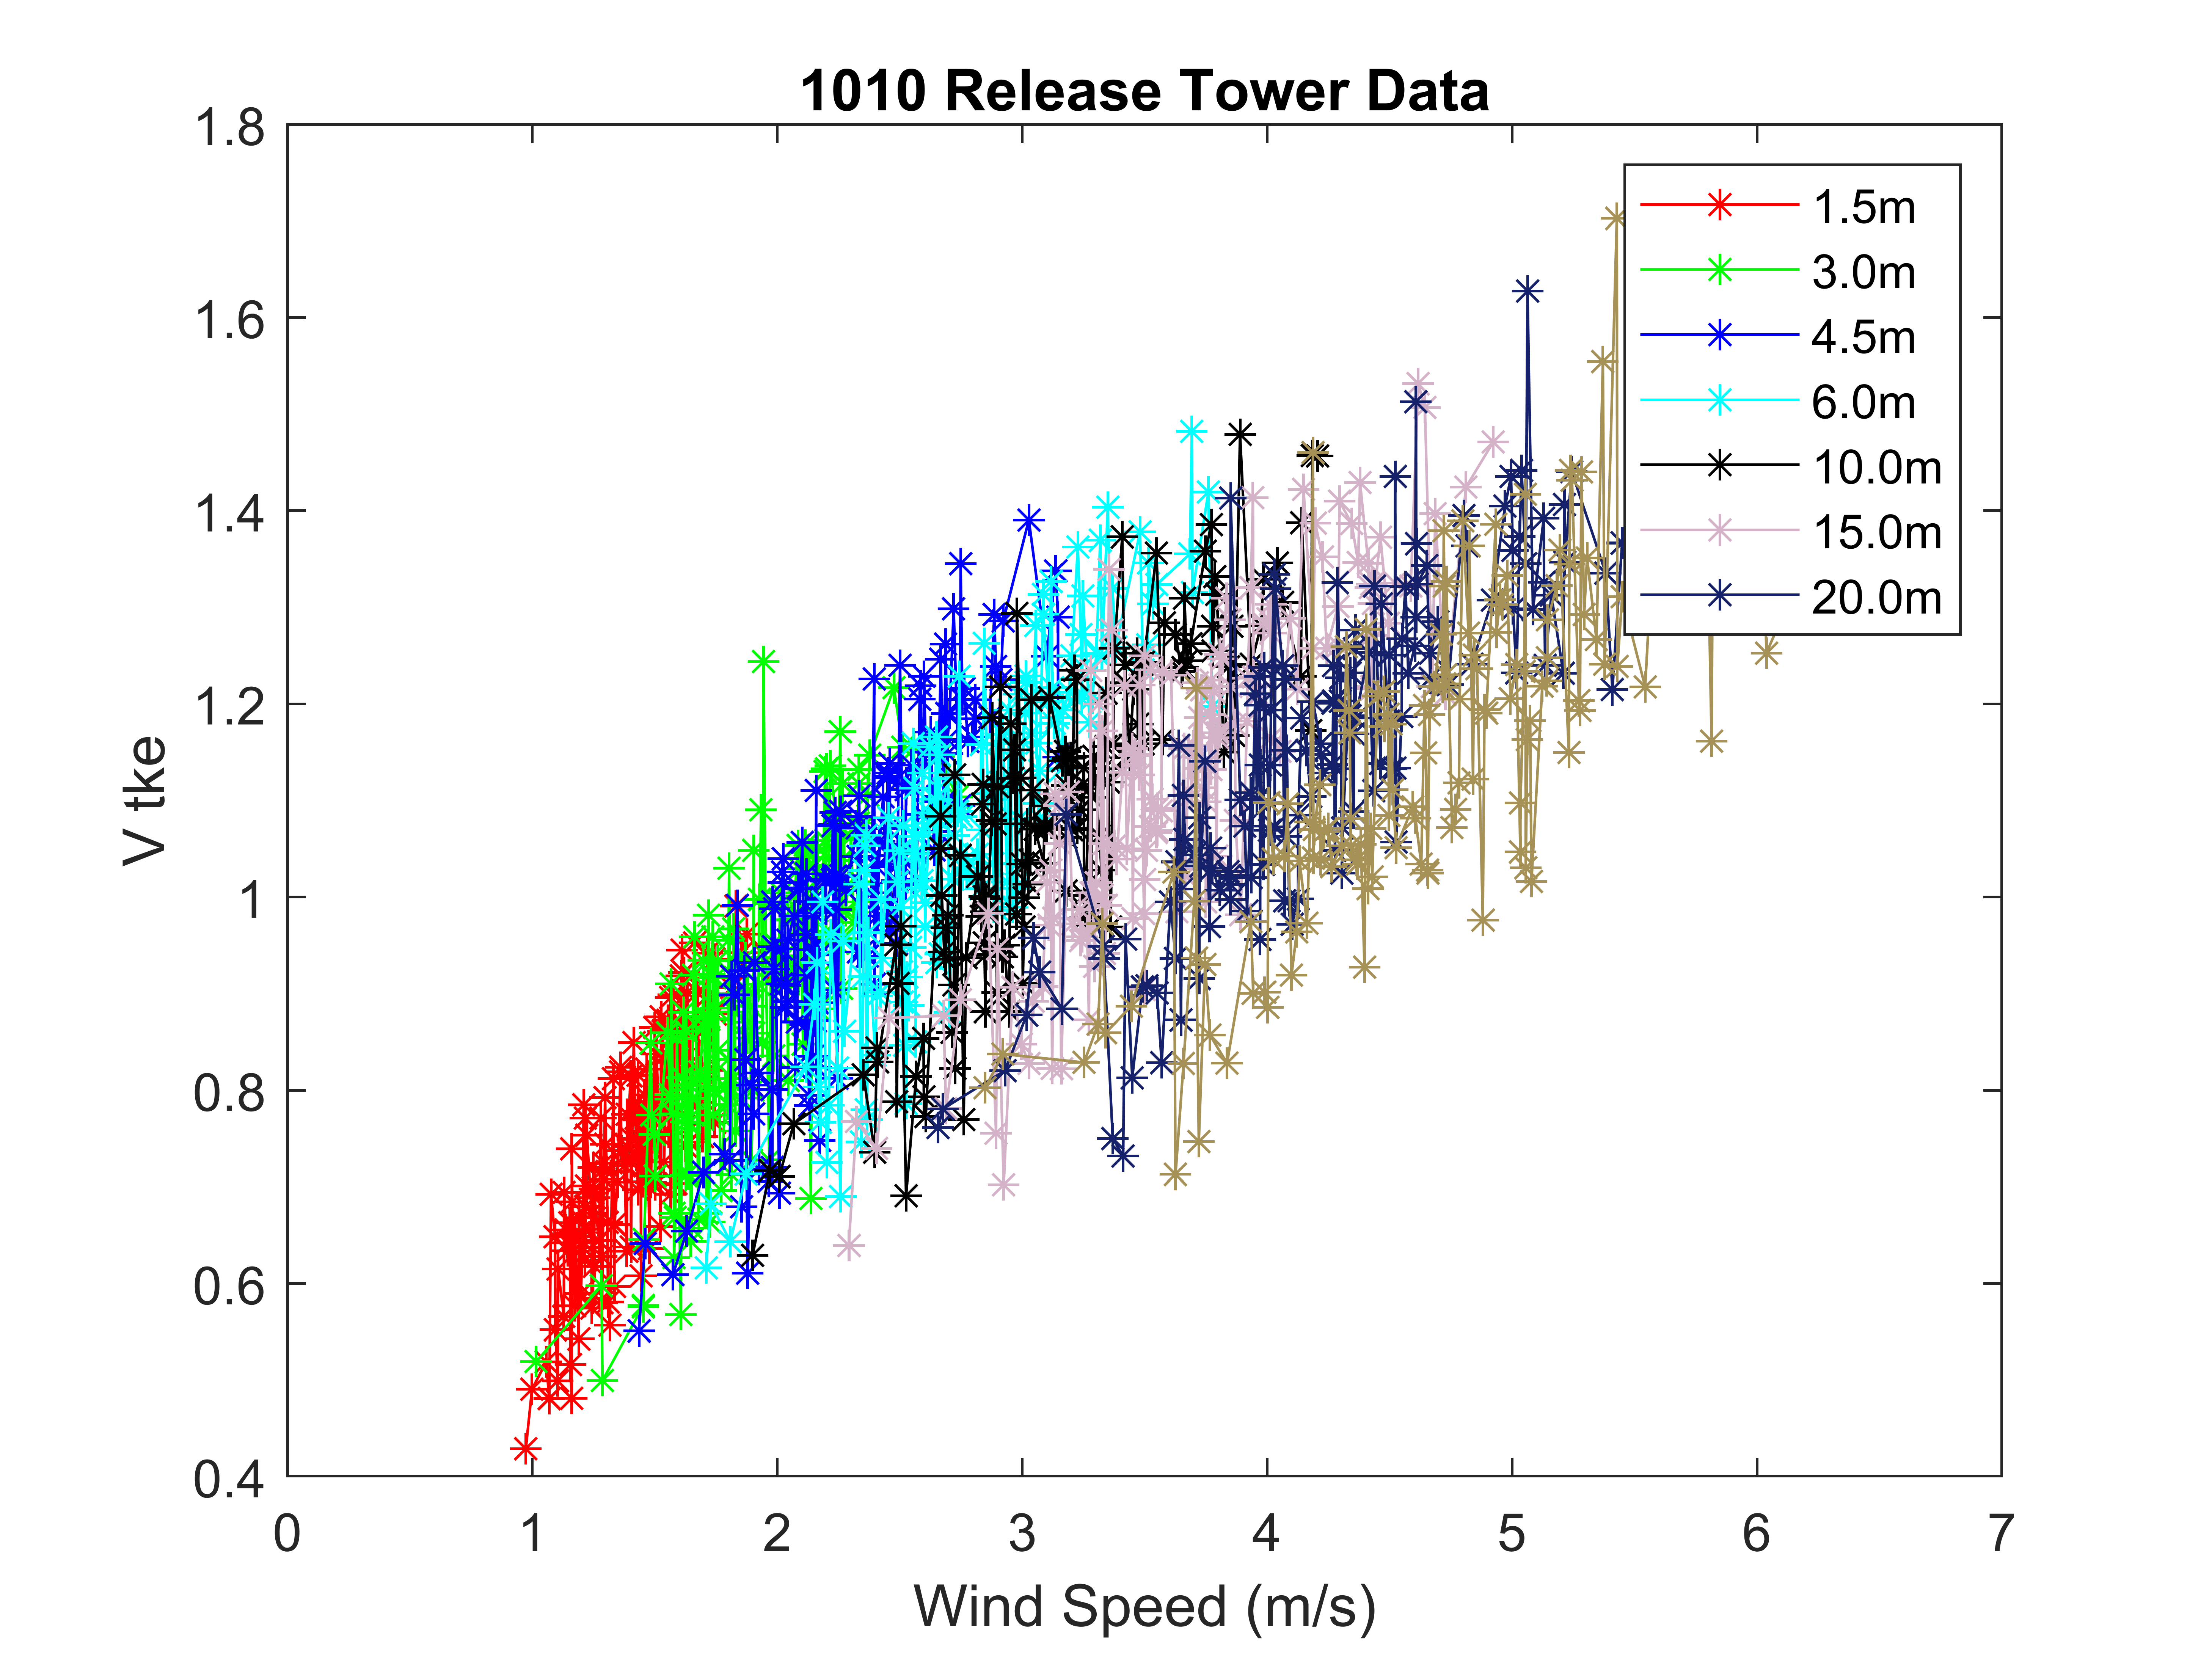 1010 Release Tower Data
1.8
1.6
1.4
1.2
1
0.8
0.6
0.4
V tke
1.5m
3.0m
4.5m
6.0m
10.0m
15.0m
20.0m
0 1 2 3 4 5 6 7
Wind Speed (m/s)